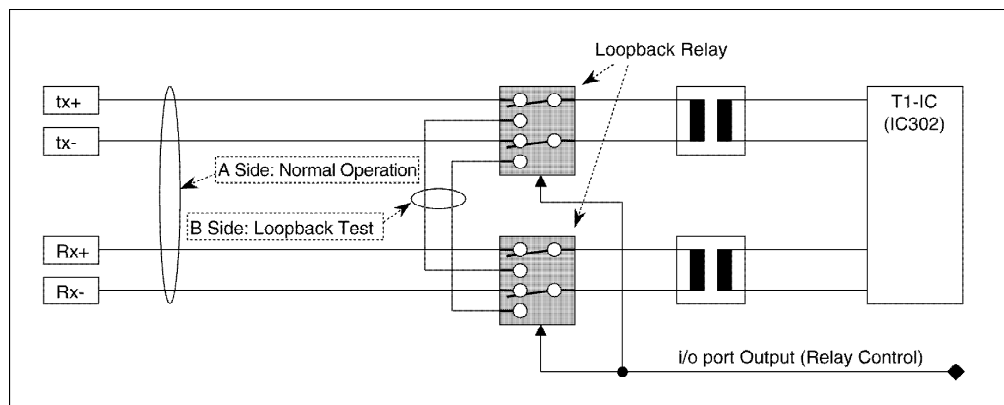 Loopback Relay
tx+
tx-
T1-IC
(IC302)
A Side: Normal Operation
B Side: Loopback Test
Rx+
Rx-
i/o port Output (Relay Control)